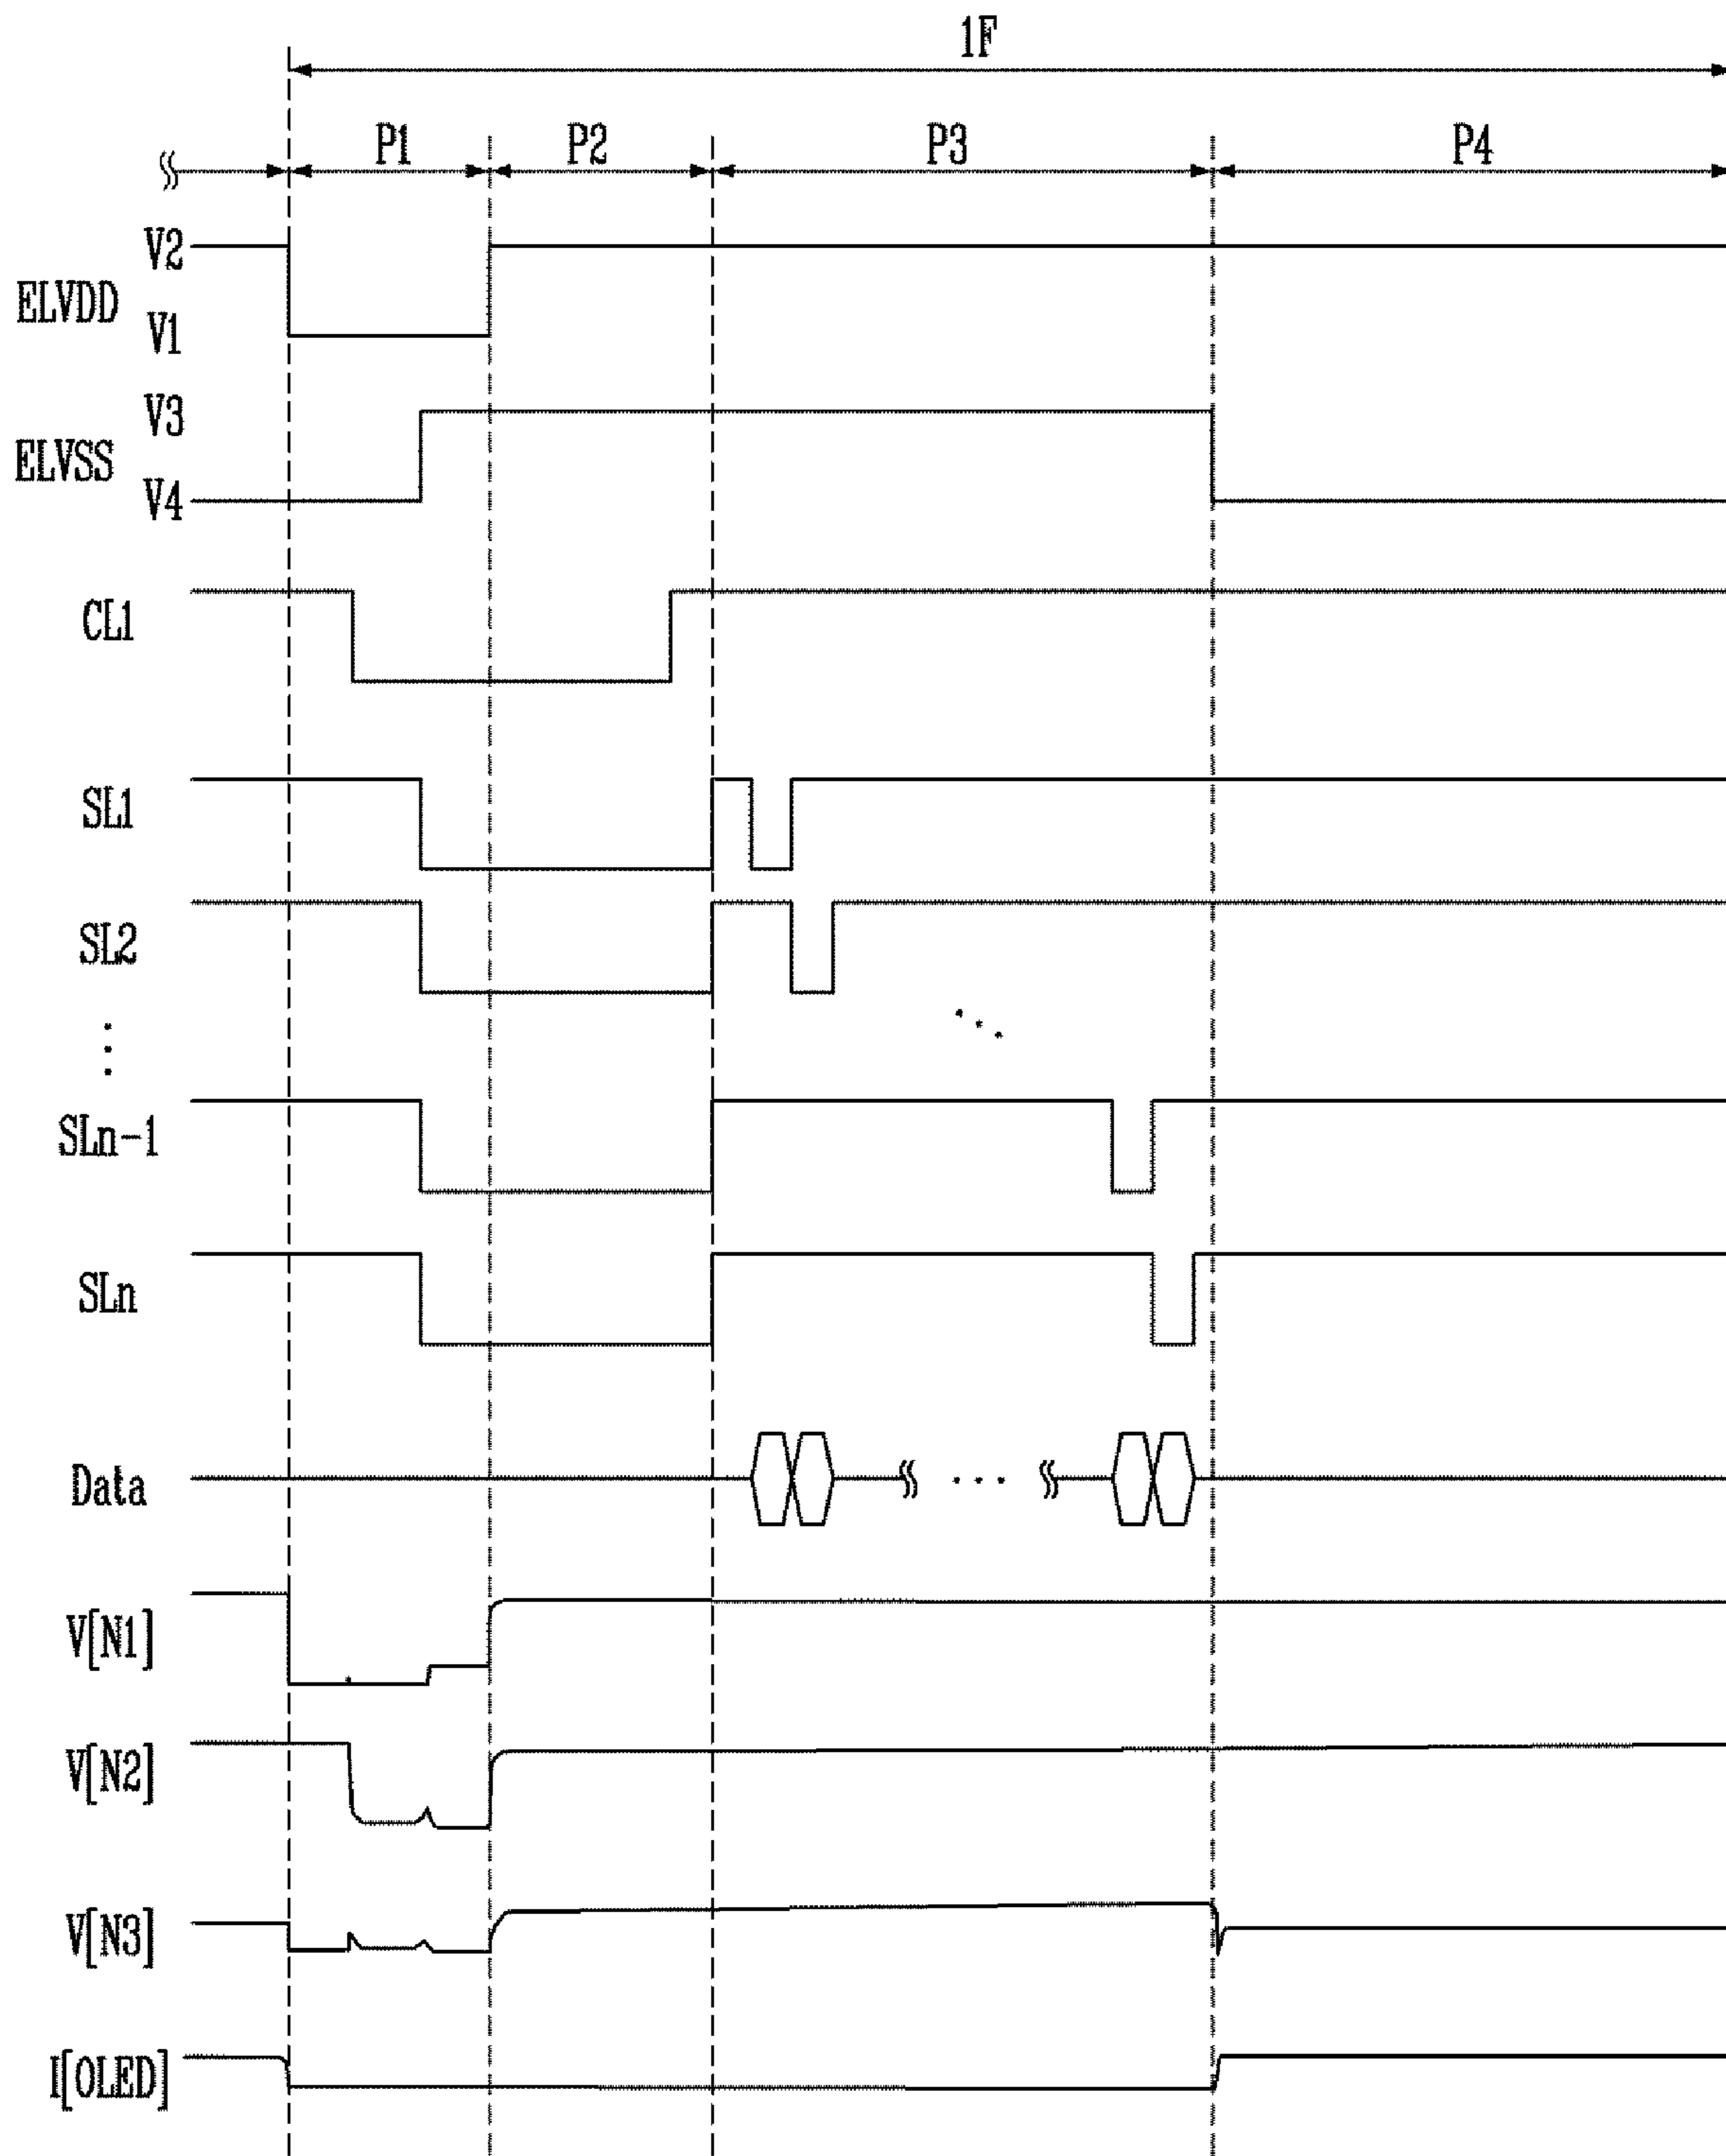 1F
P1 P2 P3 P4
V2
ELVDD
V1
V3
ELVSS
V4
CL1
SL1
SL2
SLn-1
SLn
Data
V[N1]
V[N2]
V[N3]
I[OLED]